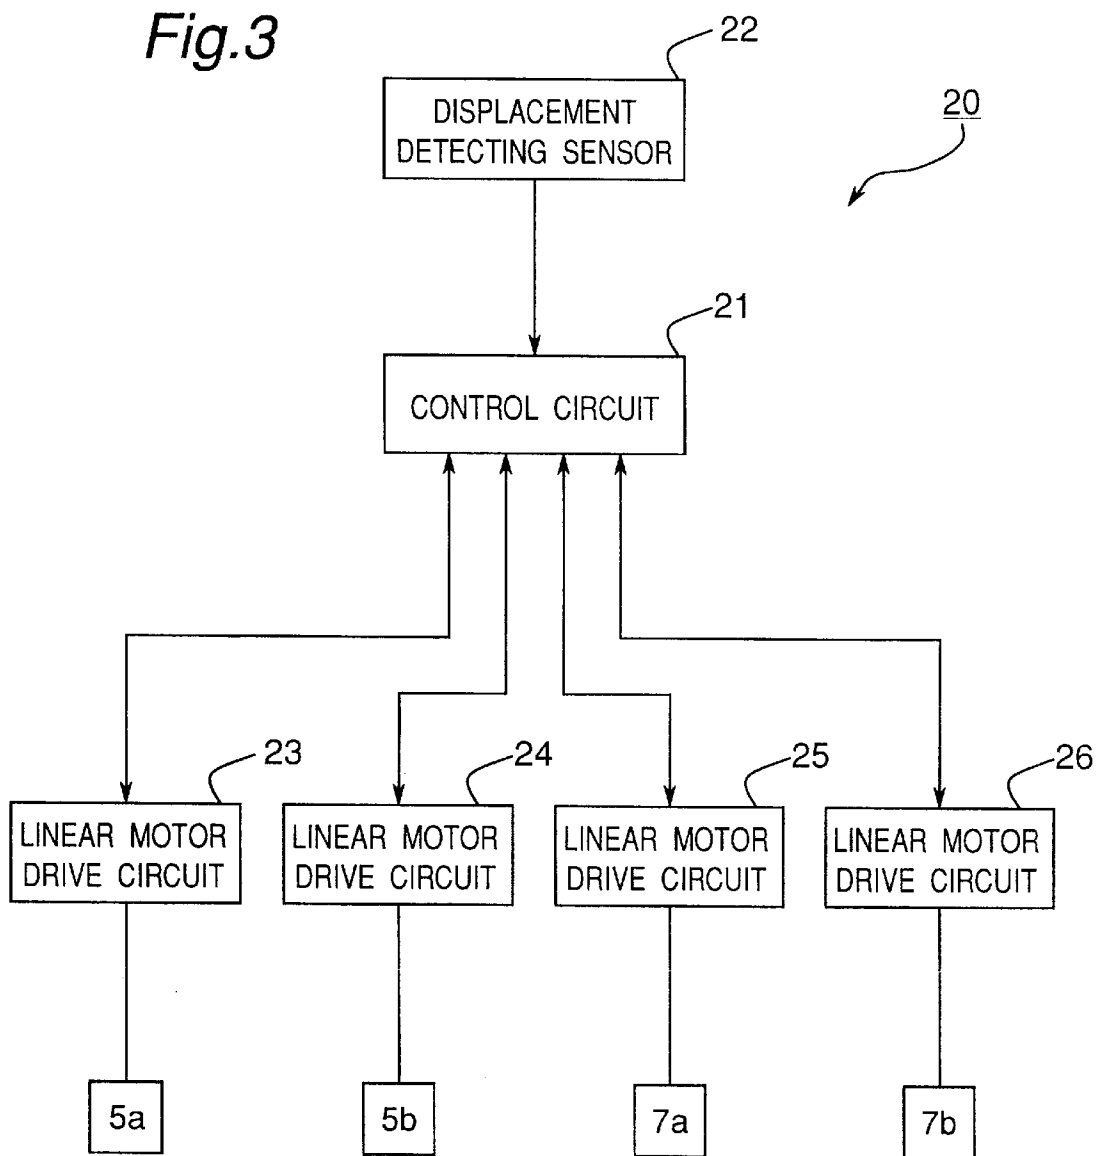 Fig.3
22
DISPLACEMENT
DETECTING SENSOR
20
21
CONTROL CIRCUIT
23
24
25
26
LINEAR MOTOR
DRIVE CIRCUIT
LINEAR MOTOR
DRIVE CIRCUIT
LINEAR MOTOR
DRIVE CIRCUIT
LINEAR MOTOR
DRIVE CIRCUIT
5a
5b
7a
7b